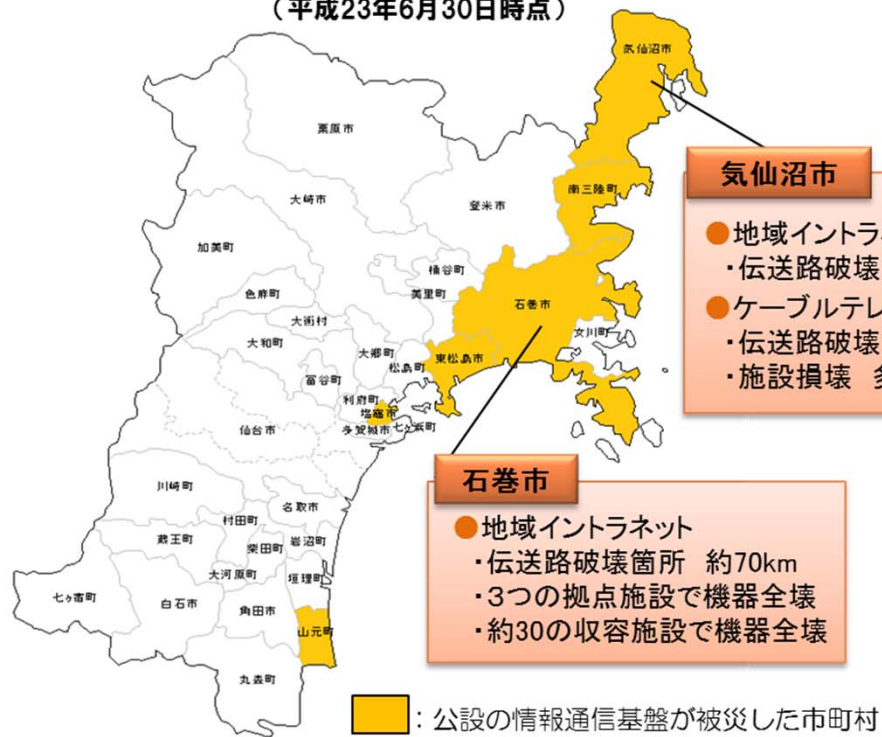 （平成23年6月30日時点）
気仙沼市
栗原市
南三陸町
大崎市
登米市
加美町
涌谷町
色麻町
美里町
石巻市
大衡村
女川町
大和町
大郷町
東松島市
松島町
富谷町
利府町
塩竈市
仙台市
多賀城市
七ヶ浜町
川崎町
名取市
村田町
蔵王町
柴田町
岩沼町
大河原町
亘理町
七ヶ宿町
白石市
角田市
山元町
丸森町
気仙沼市
●地域イントラネ
・伝送路破壊
●ケーブルテレ
・伝送路破壊
・施設損壊
石巻市
●地域イントラネット
・伝送路破壊箇所 約70km
・3つの拠点施設で機器全壊
・約30の収容施設で機器全壊
：公設の情報通信基盤が被災した市町村